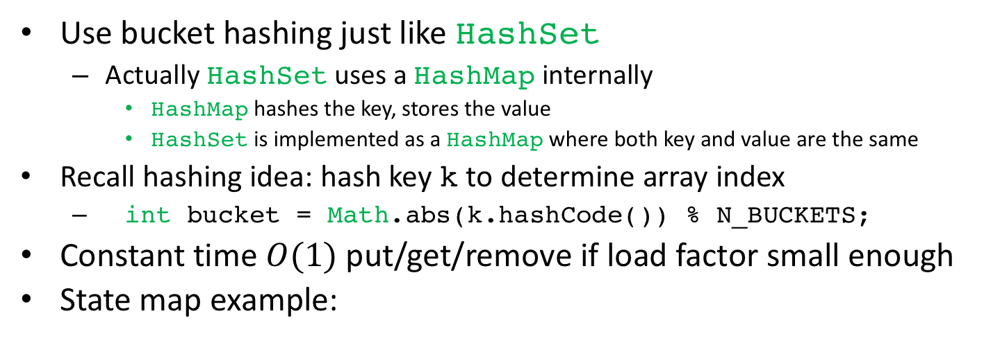 • Use bucket hashing just like HashSet
– Actually HashSet uses a HashMap internally
• HashMap hashes the key, stores the value
• HashSet is implemented as a HashMap where both key and value are the same
• Recall hashing idea: hash key k to determine array index
– int bucket = Math.abs(k.hashCode()) % N_BUCKETS;
• Constant time O(1) put/get/remove if load factor small enough
• State map example: